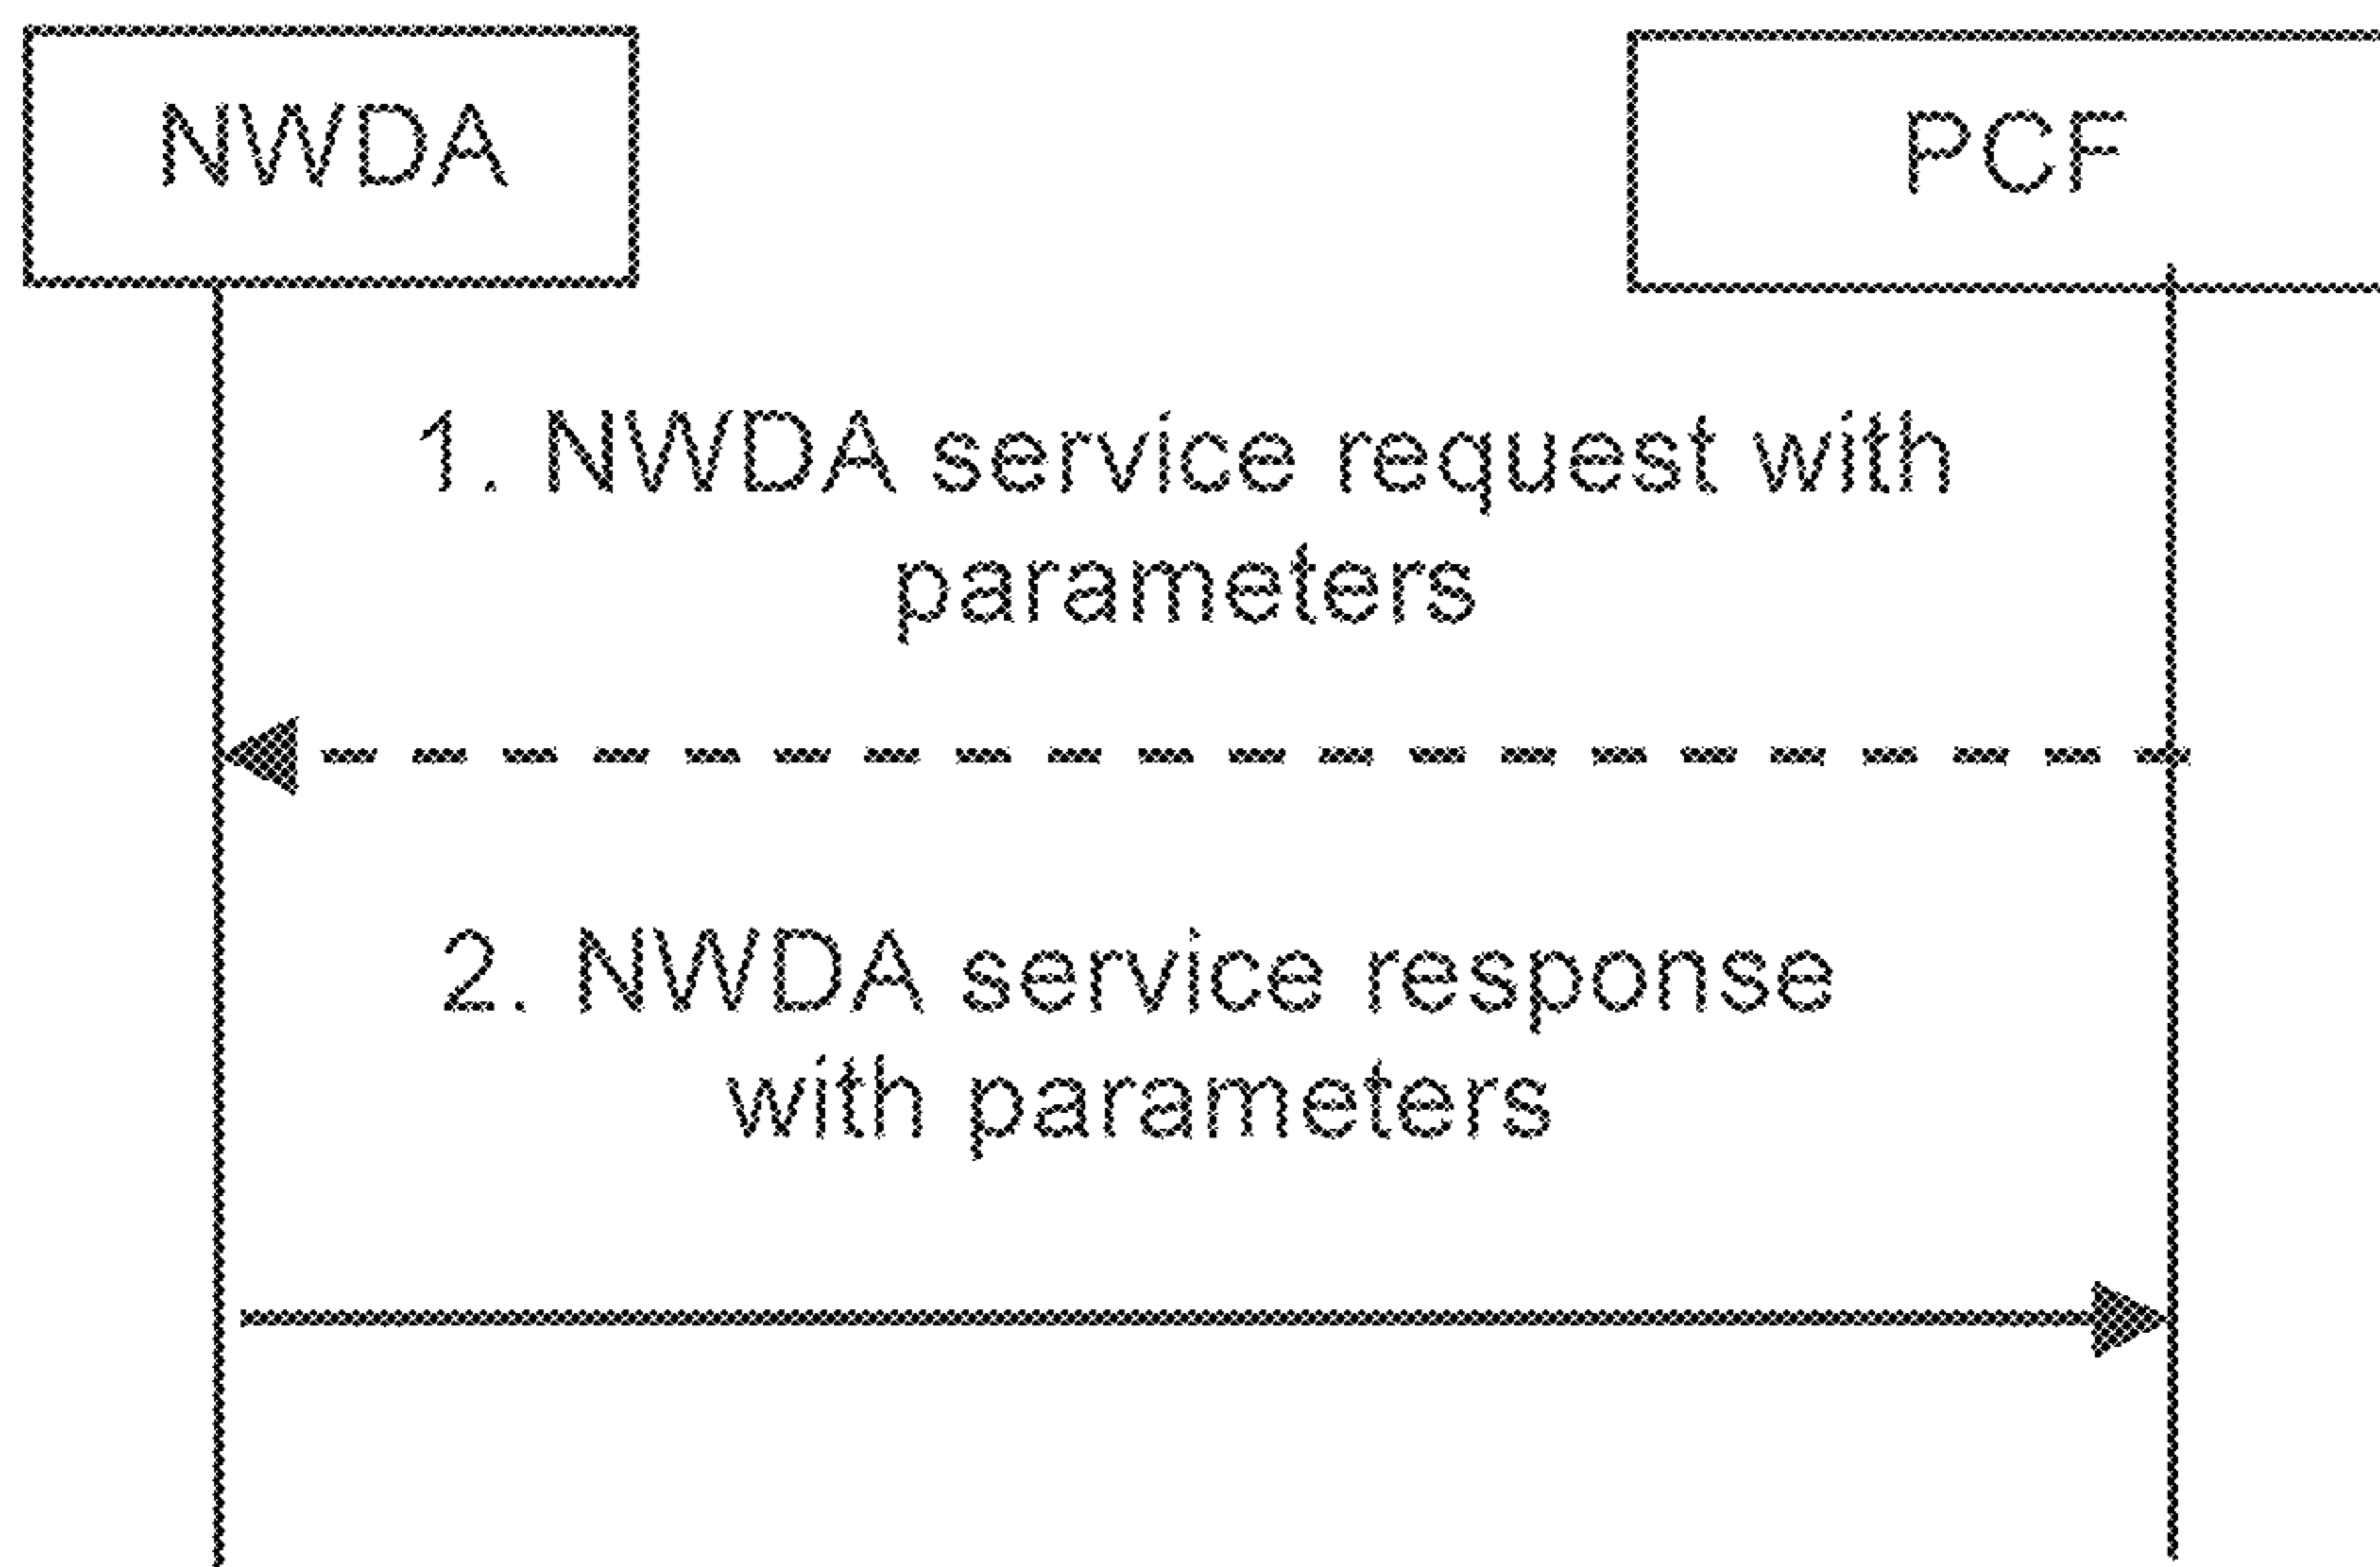 NWDA
PCF
1. NWDA service request with
parameters
2. NWDA service response
with parameters